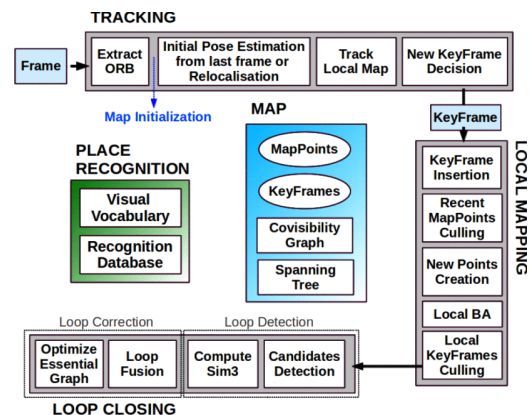 TRACKING
Frame
Extract
ORB
Initial Pose Estimation
from last frame or
Relocalisation
Track
Local Map
New KeyFrame
Decision
Map Initialization
KeyFrame
MAP
MapPoints
KeyFrames
Covisibility
Graph
Spanning
Tree
PLACE
RECOGNITION
Visual
Vocabulary
Recognition
Database
LOCAL MAPPING
KeyFrame
Insertion
Recent
MapPoints
Culling
New Points
Creation
Local BA
Local
KeyFrames
Culling
Loop Correction
Loop Detection
Optimize
Essential
Graph
Loop
Fusion
Compute
Sim3
Candidates
Detection
LOOP CLOSING